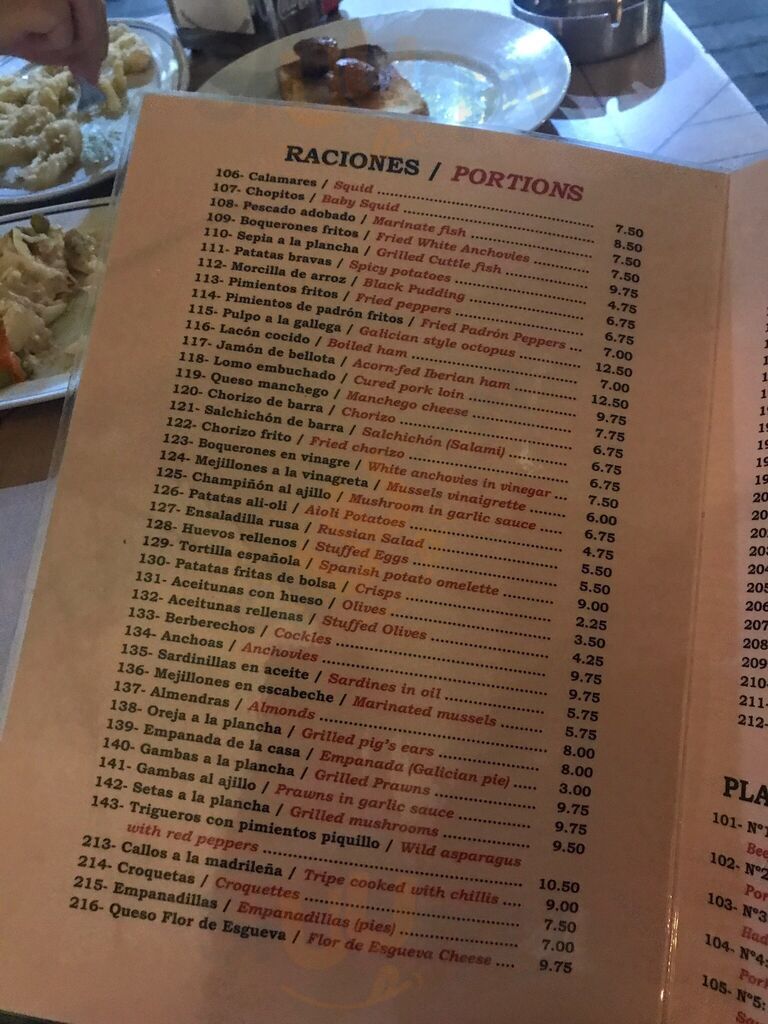 RACIONES / PORTIONS
106- Calamares / Squid ........ 7.50
107- Chopitos / Baby Squid ........ 8.50
108- Pescado adobado / Marinate fish ........ 7.50
109- Boquerones fritos / Fried White Anchovies ........ 7.50
110- Sepia a la plancha / Grilled Cuttle fish ........ 9.75
111- Patatas bravas / Spicy potatoes ........ 4.75
112- Morcilla de arroz / Black Pudding ........ 6.75
113- Pimientos fritos / Fried peppers ........ 6.75
114- Pimientos de padrón fritos / Fried Padrón Peppers ... 7.00
115- Pulpo a la gallega / Galician style octopus ........ 12.50
116- Lacón cocido / Boiled ham ........ 7.00
117- Jamón de bellota / Acorn-fed Iberian ham ........ 12.50
118- Lomo embuchado / Cured pork loin ........ 9.75
119- Queso manchego / Manchego cheese ........ 7.75
120- Chorizo de barra / Chorizo ........ 6.75
121- Salchichón de barra / Salchichón (Salami) ........ 6.75
122- Chorizo frito / Fried chorizo ........ 6.75
123- Boquerones en vinagre / White anchovies in vinegar ... 7.50
124- Mejillones a la vinagreta / Mussels vinaigrette ........ 6.00
125- Champiñón al ajillo / Mushroom in garlic sauce ... 6.75
126- Patatas ali-oli / Aioli Potatoes ........ 4.75
127- Ensaladilla rusa / Russian Salad ........ 5.50
128- Huevos rellenos / Stuffed Eggs ........ 5.50
129- Tortilla española / Spanish potato omelette ........ 9.00
130- Patatas fritas de bolsa / Crisps ........ 2.25
131- Aceitunas con hueso / Olives ........ 3.50
132- Aceitunas rellenas / Stuffed Olives ........ 4.25
133- Berberechos / Cockles ........ 9.75
134- Anchoas / Anchovies ........ 9.75
135- Sardinillas en aceite / Sardines in oil ........ 5.75
136- Mejillones en escabeche / Marinated mussels ........ 5.75
137- Almendras / Almonds ........ 8.00
138- Oreja a la plancha / Grilled pig's ears ........ 8.00
139- Empanada de la casa / Empanada (Galician pie) .... 3.00
140- Gambas a la plancha / Grilled Prawns ........ 9.75
141- Gambas al ajillo / Prawns in garlic sauce ........ 9.75
142- Setas a la plancha / Grilled mushrooms ........ 9.50
143- Trigueros con pimientos piquillo / Wild asparagus
with red peppers ........ 10.50
213- Callos a la madrileña / Tripe cooked with chillis .... 9.00
214- Croquetas / Croquettes ........ 7.50
215- Empanadillas / Empanadillas (pies) ........ 7.00
216- Queso Flor de Esgueva / Flor de Esgueva Cheese .... 9.75
204
205
206
207
208
209
210-
211-
212-
PLA
101- Nº1
102- Nº2
103- Nº3
104- Nº4:
105- Nº5: